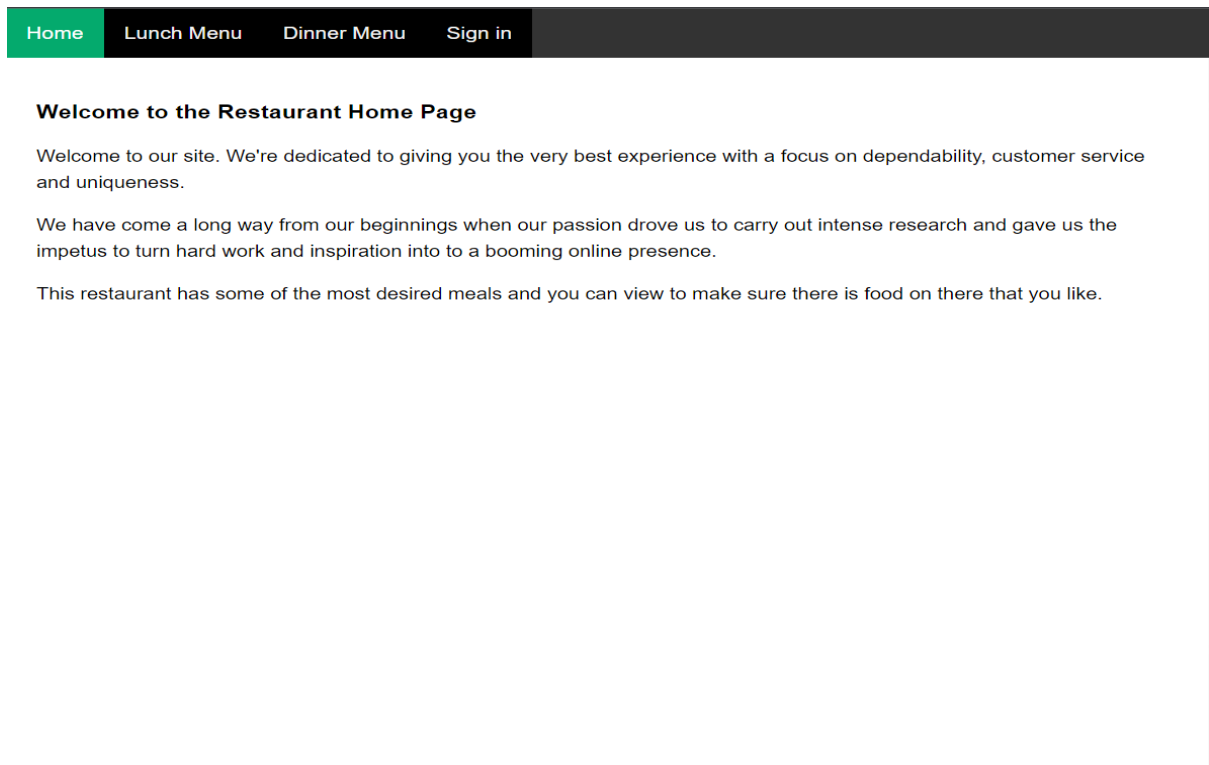 Home Lunch Menu Dinner Menu Sign in
Welcome to the Restaurant Home Page
Welcome to our site. We're dedicated to giving you the very best experience with a focus on dependability, customer service
and uniqueness.
We have come a long way from our beginnings when our passion drove us to carry out intense research and gave us the
impetus to turn hard work and inspiration into to a booming online presence.
This restaurant has some of the most desired meals and you can view to make sure there is food on there that you like.